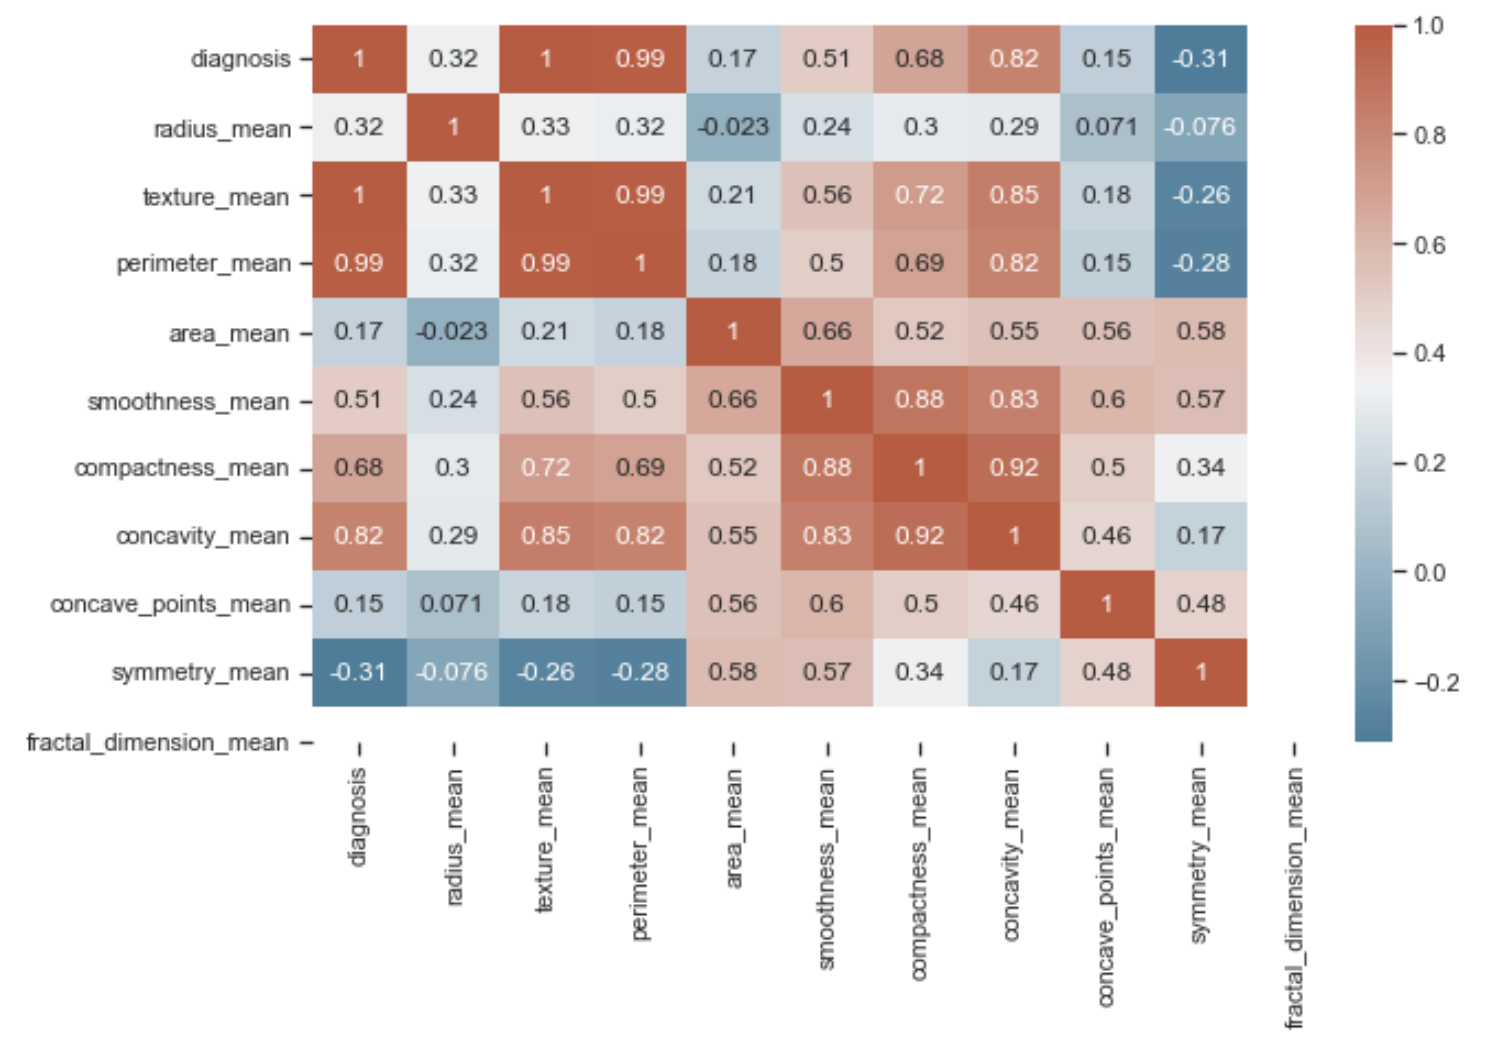 diagnosis 1 0.32 1 0.99 0.17 0.51 0.68 0.82 0.15 -0.31
radius_mean 0.32 1 0.33 0.32 -0.023 0.24 0.3 0.29 0.071 -0.076
texture_mean 1 0.33 1 0.99 0.21 0.56 0.72 0.85 0.18 -0.26
perimeter_mean 0.99 0.32 0.99 1 0.18 0.5 0.69 0.82 0.15 -0.28
area_mean 0.17 -0.023 0.21 0.18 1 0.66 0.52 0.55 0.56 0.58
smoothness_mean 0.51 0.24 0.56 0.5 0.66 1 0.88 0.83 0.6 0.57
compactness_mean 0.68 0.3 0.72 0.69 0.52 0.88 1 0.92 0.5 0.34
concavity_mean 0.82 0.29 0.85 0.82 0.55 0.83 0.92 1 0.46 0.17
concave_points_mean 0.15 0.071 0.18 0.15 0.56 0.6 0.5 0.46 1 0.48
symmetry_mean -0.31 -0.076 -0.26 -0.28 0.58 0.57 0.34 0.17 0.48 1
fractal_dimension_mean
diagnosis
radius_mean
texture_mean
perimeter_mean
area_mean
smoothness_mean
compactness_mean
concavity_mean
concave_points_mean
symmetry_mean
fractal_dimension_mean
1.0
0.8
0.6
0.4
0.2
0.0
−0.2